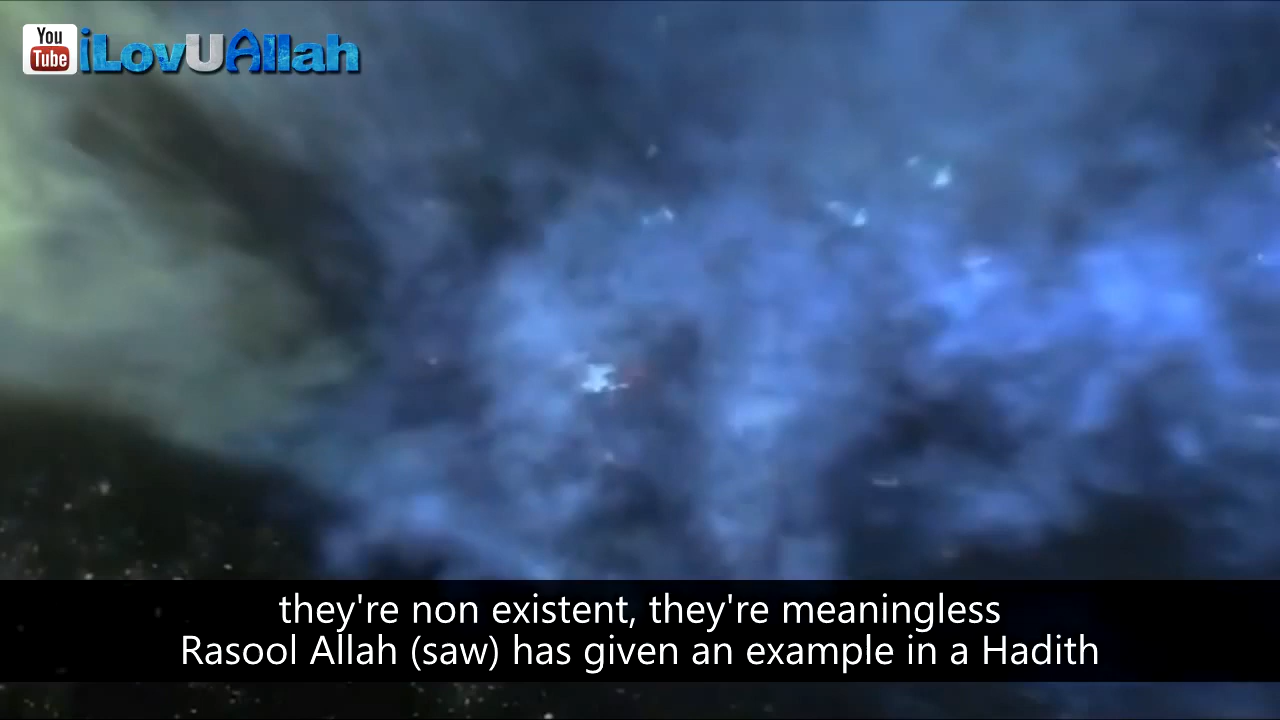 You
Tube
iLovUAllah
they're non existent, they're meaningless
Rasool Allah (saw) has given an example in a Hadith